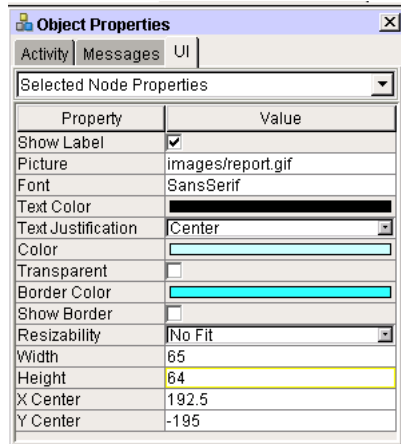 Object Properties
Activity Messages UI
Selected Node Properties
Property Value
Show Label
Picture images/report.gif
Font SansSerif
Text Color
Text Justification Center
Color
Transparent
Border Color
Show Border
Resizability No Fit
Width 65
Height 64
X Center 192.5
Y Center -195